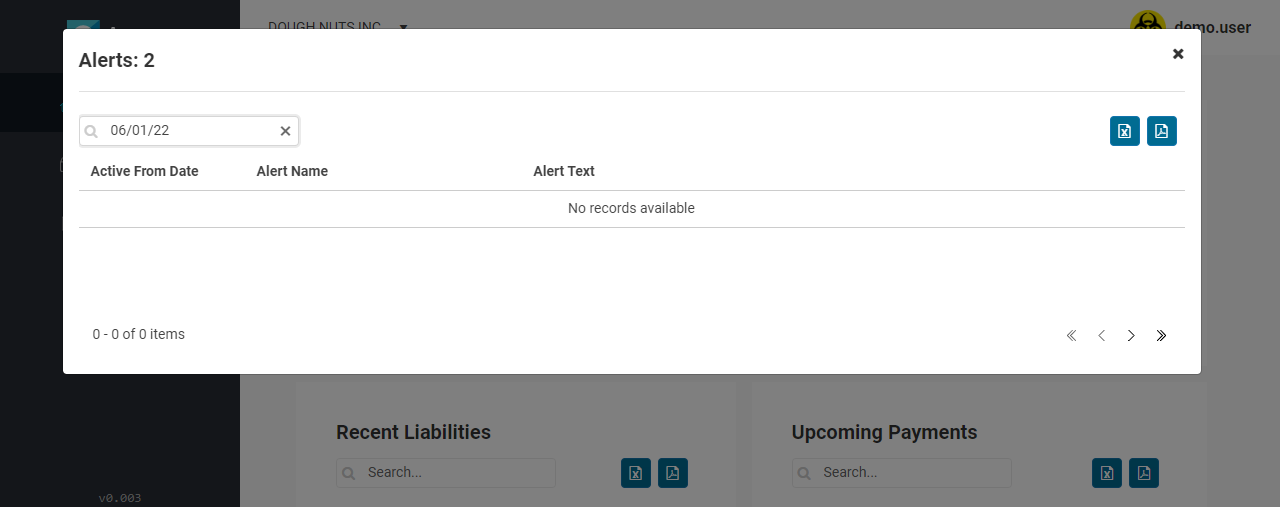 DOUGH NUTS INC
demo.user
Alerts: 2
06/01/22
Active From Date Alert Name Alert Text
No records available
0 - 0 of 0 items
Recent Liabilities Upcoming Payments
Search... Search...
v0.003